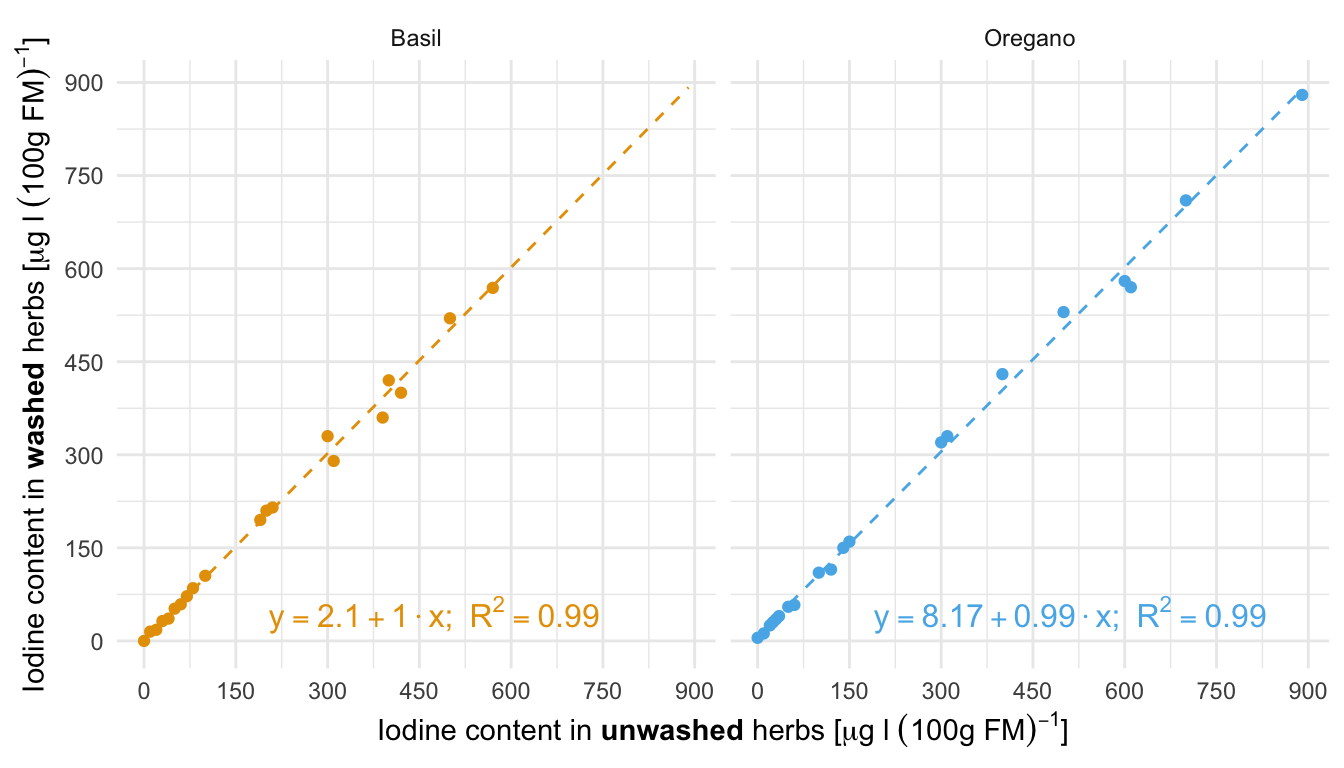 Basil
Oregano
Iodine content in washed herbs [μg I (100g FM)⁻¹]
900
750
600
450
300
150
0
y = 2.1 + 1 · x; R² = 0.99
y = 8.17 + 0.99 · x; R² = 0.99
0 150 300 450 600 750 900
0 150 300 450 600 750 900
Iodine content in unwashed herbs [μg I (100g FM)⁻¹]